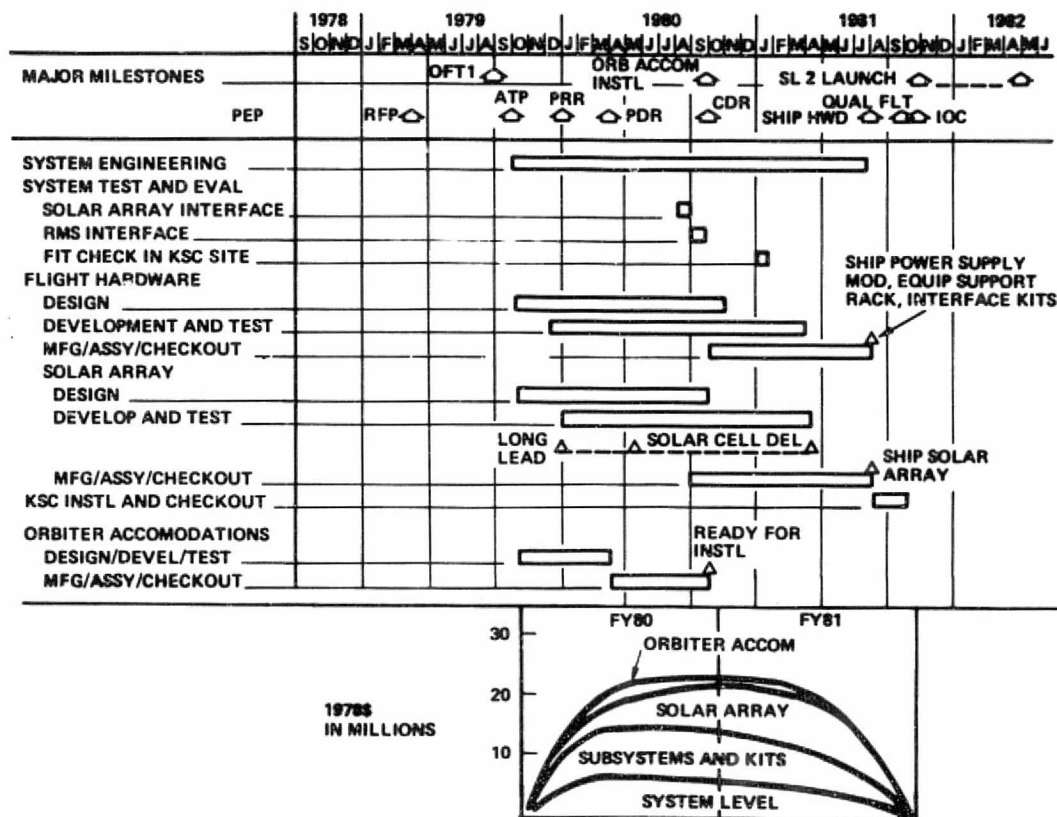 1978 1979 1980 1981 1982
S O N D J F M A M J J A S O N D J F M A M J J A S O N D J F M A M J J A S O N D J F M A M J
MAJOR MILESTONES OFT1 ORB ACCOM INSTL SL 2 LAUNCH
PEP RFP ATP PRR PDR CDR SHIP HWD QUAL FLT IOC
SYSTEM ENGINEERING
SYSTEM TEST AND EVAL
SOLAR ARRAY INTERFACE
RMS INTERFACE
FIT CHECK IN KSC SITE
FLIGHT HARDWARE
DESIGN
DEVELOPMENT AND TEST
MFG/ASSY/CHECKOUT
SHIP POWER SUPPLY
MOD, EQUIP SUPPORT
RACK, INTERFACE KITS
SOLAR ARRAY
DESIGN
DEVELOP AND TEST
LONG LEAD
SOLAR CELL DEL
MFG/ASSY/CHECKOUT
SHIP SOLAR
ARRAY
KSC INSTL AND CHECKOUT
ORBITER ACCOMODATIONS
DESIGN/DEVEL/TEST
MFG/ASSY/CHECKOUT
READY FOR
INSTL
FY80 FY81
30
20
10
1978$
IN MILLIONS
ORBITER ACCOM
SOLAR ARRAY
SUBSYSTEMS AND KITS
SYSTEM LEVEL